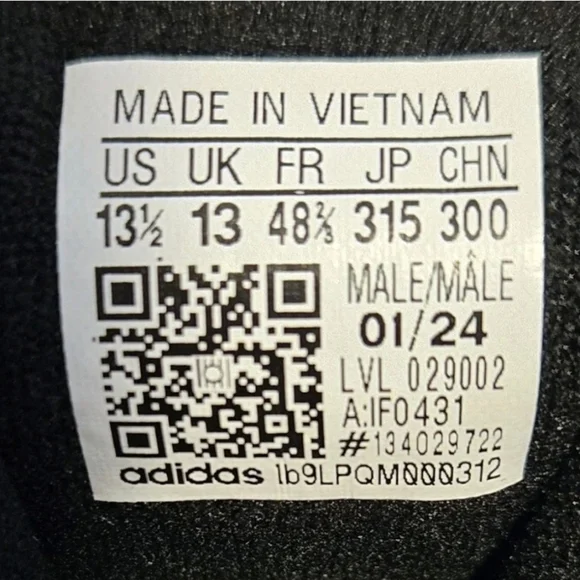 MADE IN VIETNAM
US UK FR JP CHN
13½ 13 48⅔ 315 300
MALE/MÂLE
01/24
LVL 029002
A:IF0431
#134029722
adidas 1b9LPQM000312